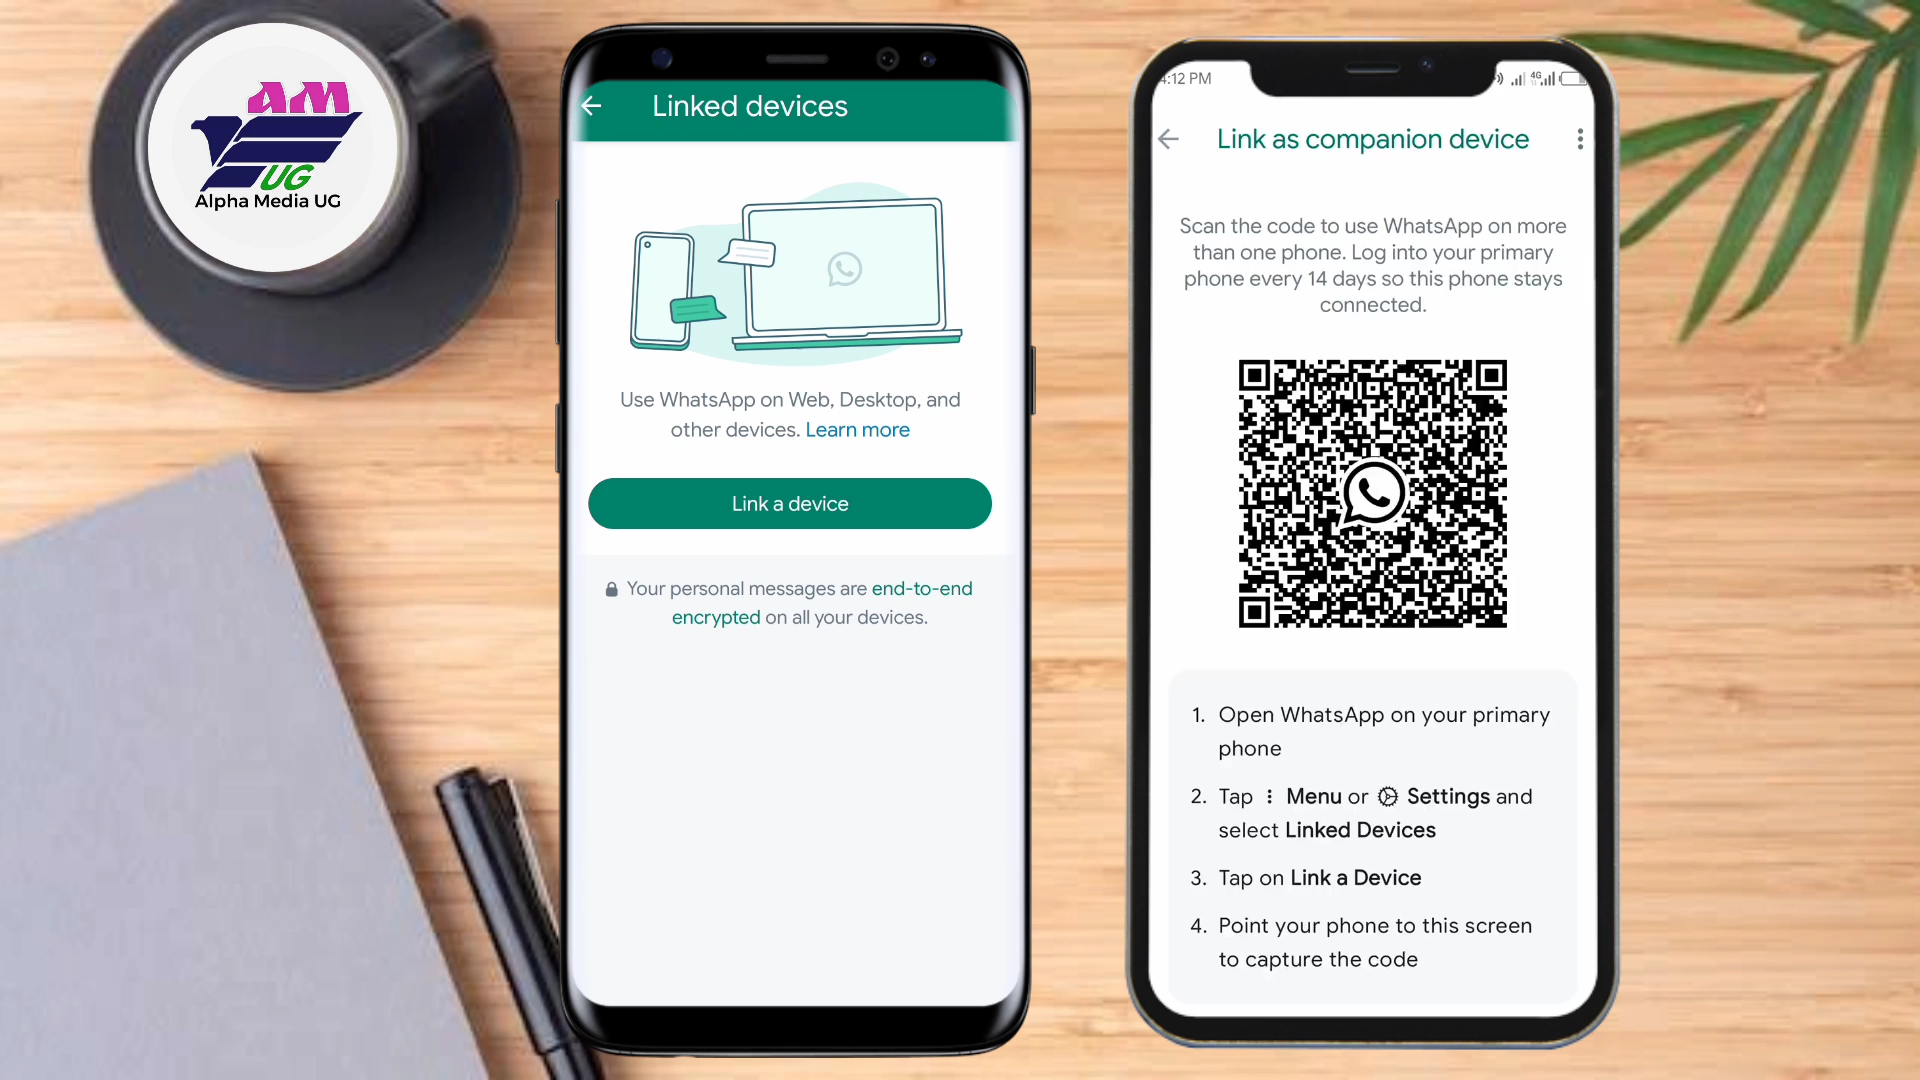 AM
UG
Alpha Media UG
Linked devices
Use WhatsApp on Web, Desktop, and
other devices. Learn more
Link a device
Your personal messages are end-to-end
encrypted on all your devices.
4:12 PM
4G
Link as companion device
Scan the code to use WhatsApp on more
than one phone. Log into your primary
phone every 14 days so this phone stays
connected.
1. Open WhatsApp on your primary
phone
2. Tap Menu or Settings and
select Linked Devices
3. Tap on Link a Device
4. Point your phone to this screen
to capture the code